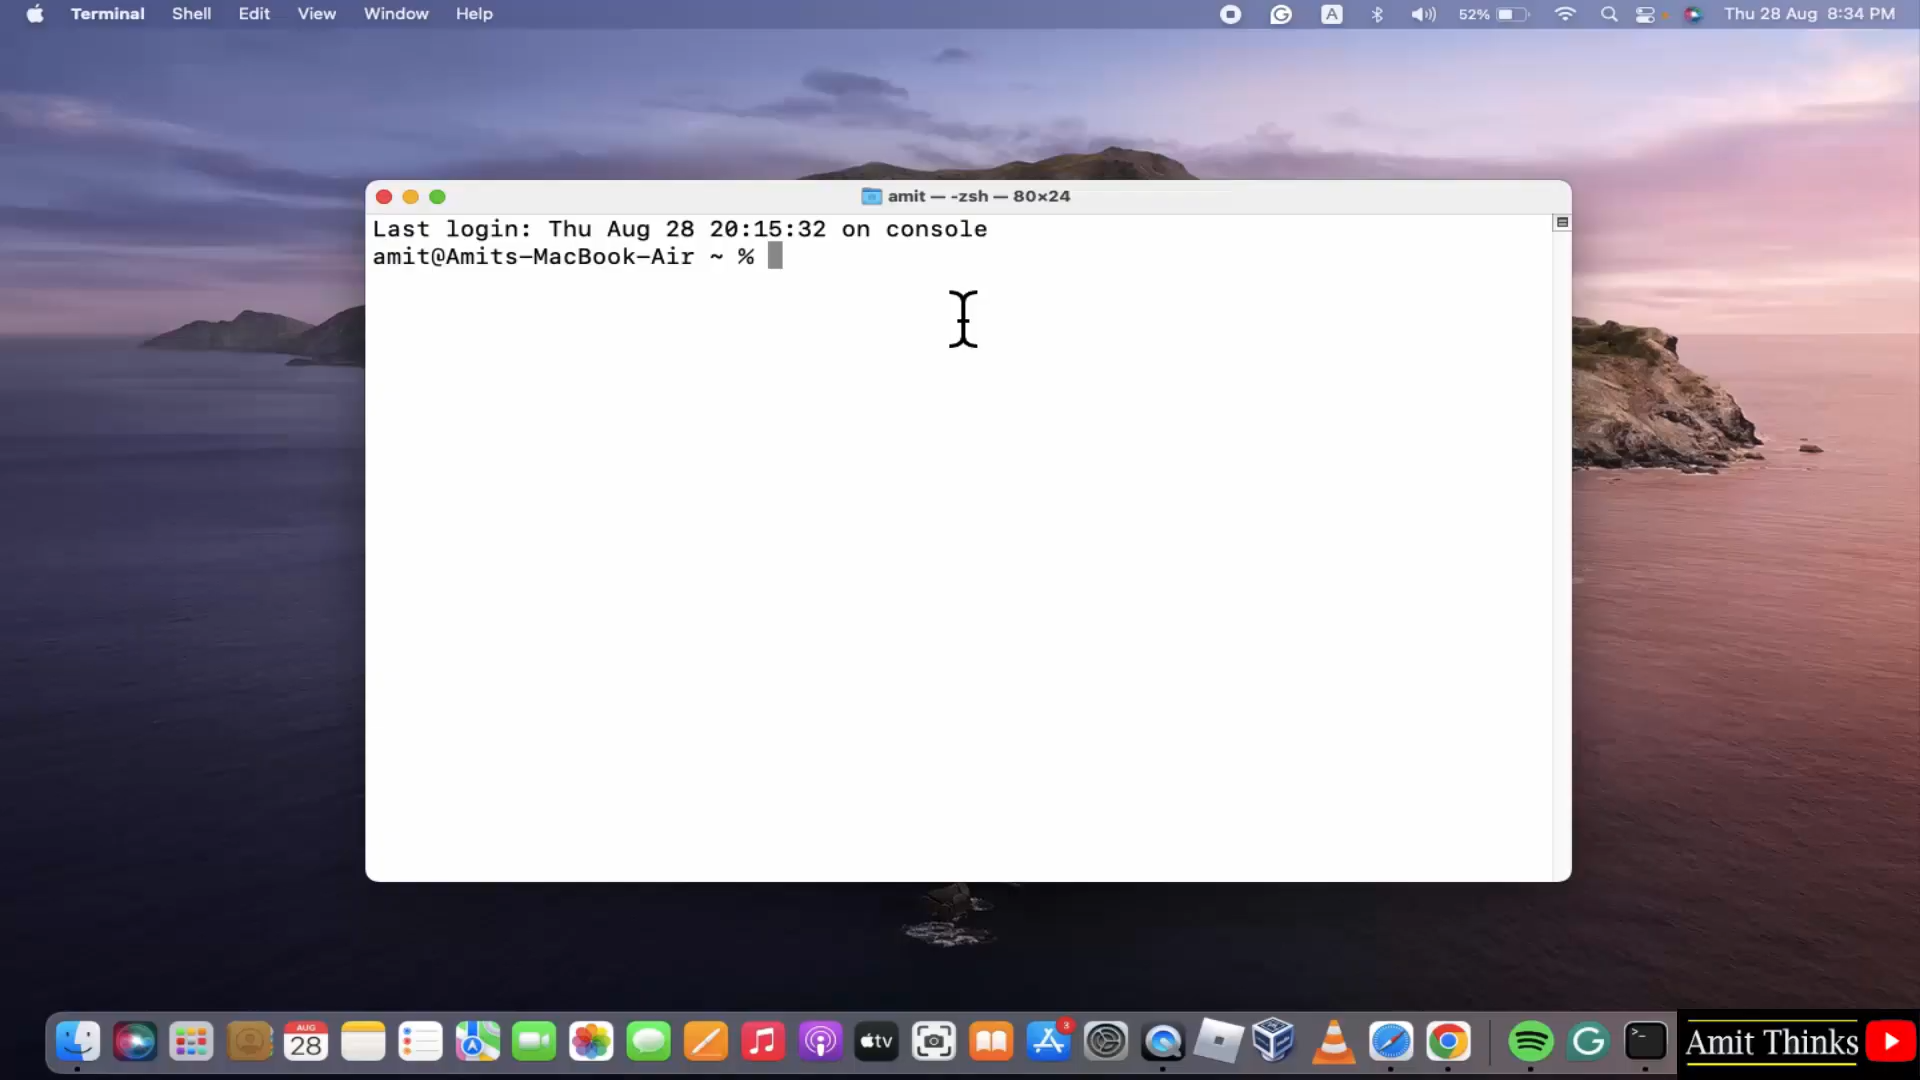 Terminal Shell Edit View Window Help A 52% Thu 28 Aug 8:34 PM
amit — -zsh — 80×24
Last login: Thu Aug 28 20:15:32 on console
amit@Amits-MacBook-Air ~ %
AUG
28
tv
3
>_
Amit Thinks